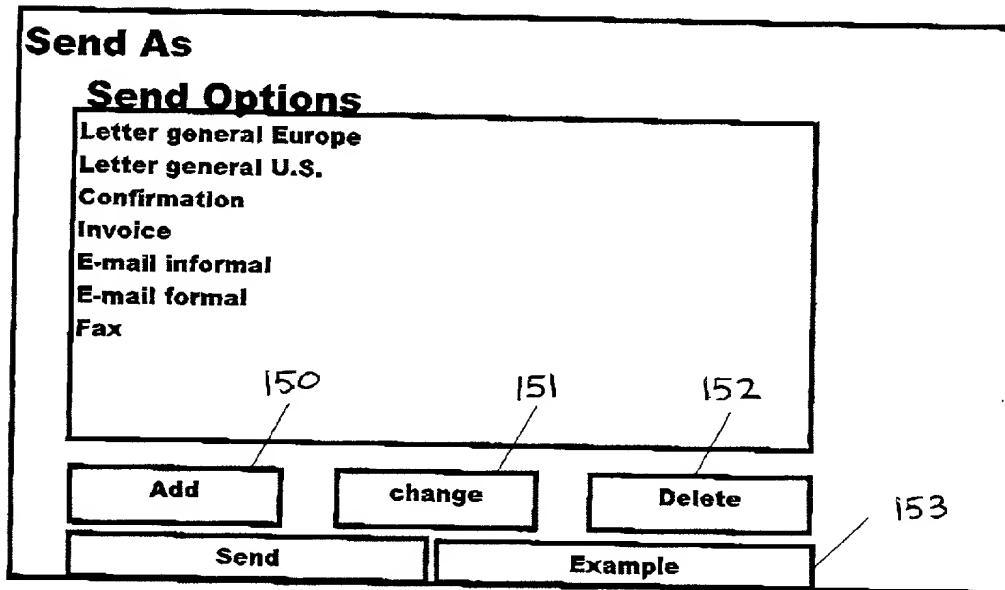 Send As
Send Options
Letter general Europe
Letter general U.S.
Confirmation
Invoice
E-mail informal
E-mail formal
Fax
150 151 152
Add change Delete
153
Send Example